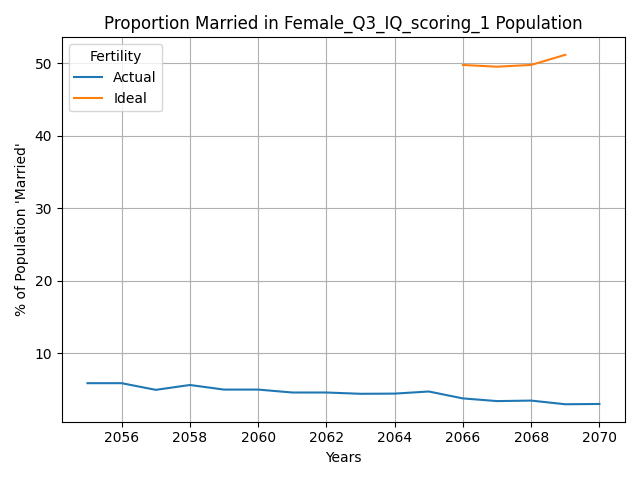 Proportion Married in Female_Q3_IQ_scoring_1 Population
Fertility
Actual
Ideal
% of Population 'Married'
50
40
30
20
10
2056 2058 2060 2062 2064 2066 2068 2070
Years